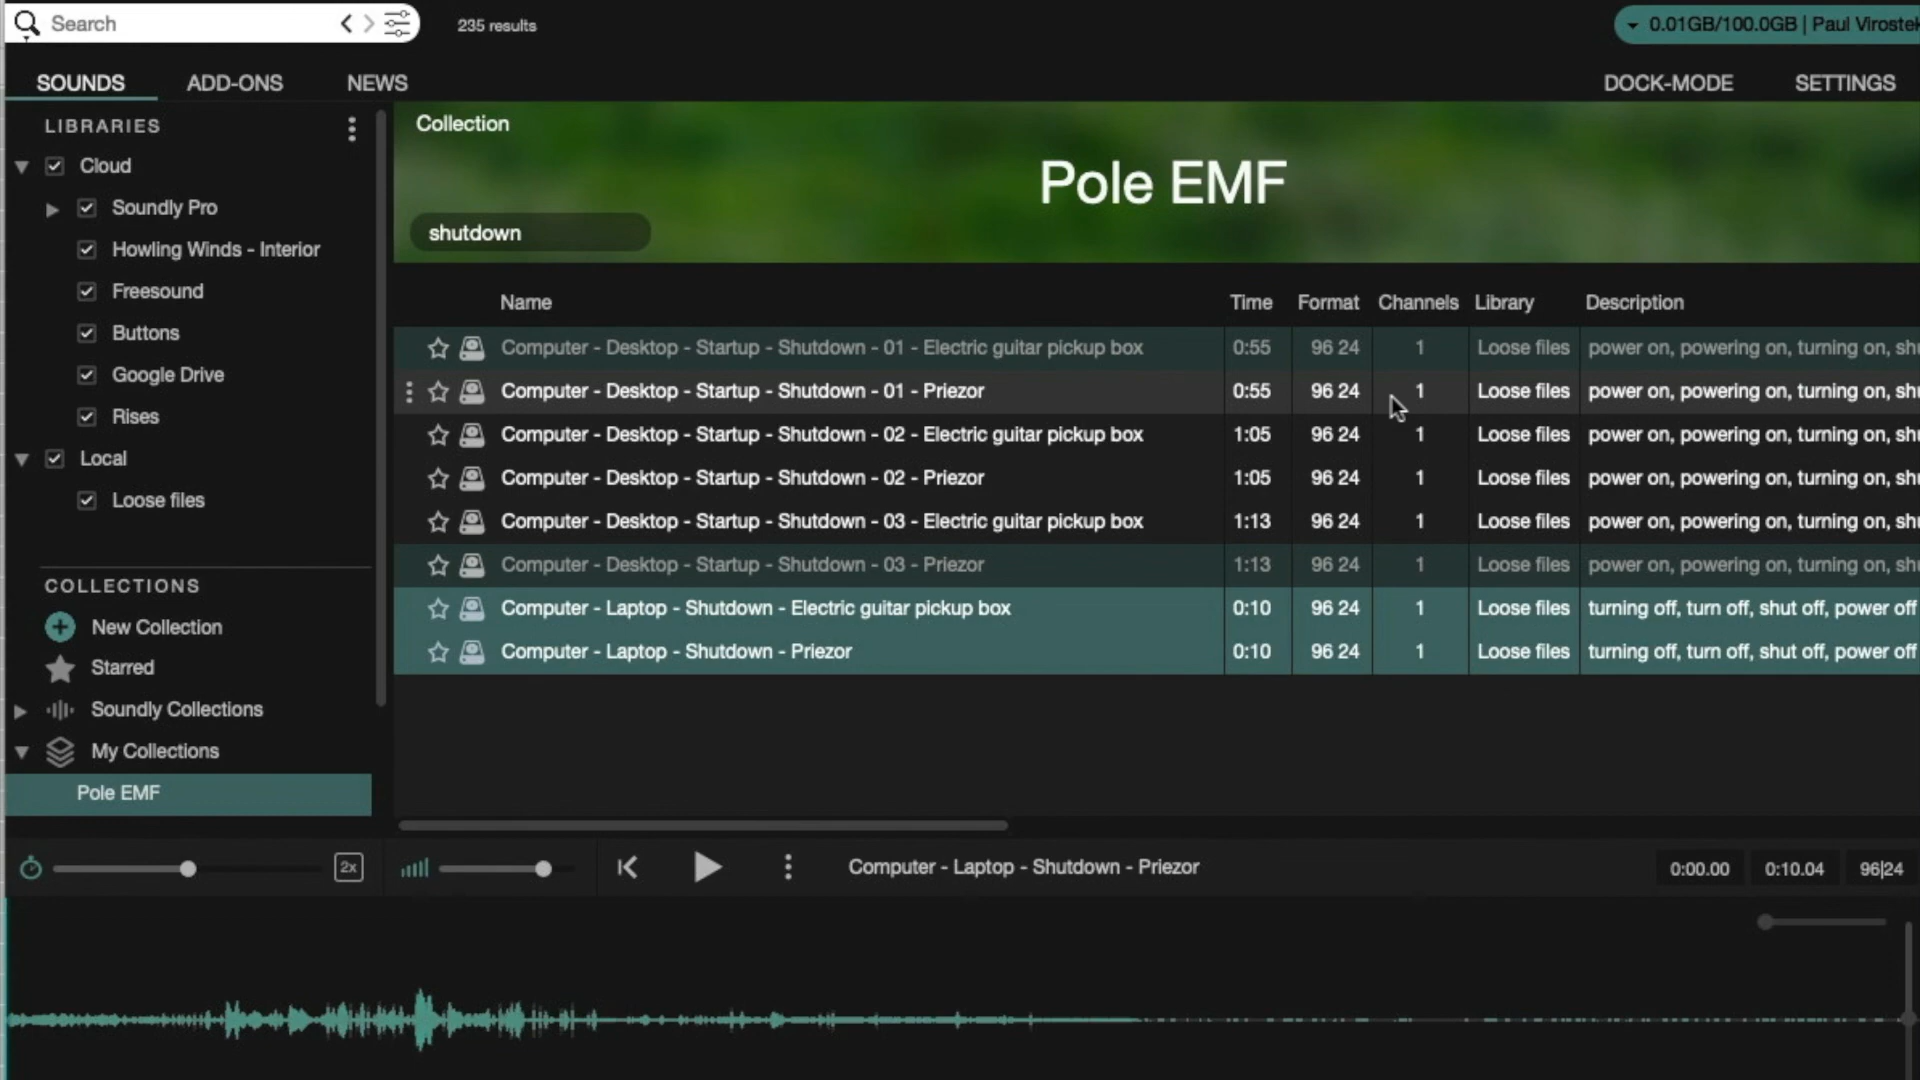 Search
235 results
0.01GB/100.0GB | Paul Viroste
SOUNDS
ADD-ONS
NEWS
DOCK-MODE
SETTINGS
LIBRARIES
Cloud
Soundly Pro
Howling Winds - Interior
Freesound
Buttons
Google Drive
Rises
Local
Loose files
COLLECTIONS
New Collection
Starred
Soundly Collections
My Collections
Pole EMF
Collection
Pole EMF
shutdown
Name Time Format Channels Library Description
Computer - Desktop - Startup - Shutdown - 01 - Electric guitar pickup box 0:55 96 24 1 Loose files power on, powering on, turning on, shu
Computer - Desktop - Startup - Shutdown - 01 - Priezor 0:55 96 24 1 Loose files power on, powering on, turning on, shu
Computer - Desktop - Startup - Shutdown - 02 - Electric guitar pickup box 1:05 96 24 1 Loose files power on, powering on, turning on, shu
Computer - Desktop - Startup - Shutdown - 02 - Priezor 1:05 96 24 1 Loose files power on, powering on, turning on, shu
Computer - Desktop - Startup - Shutdown - 03 - Electric guitar pickup box 1:13 96 24 1 Loose files power on, powering on, turning on, shu
Computer - Desktop - Startup - Shutdown - 03 - Priezor 1:13 96 24 1 Loose files power on, powering on, turning on, shu
Computer - Laptop - Shutdown - Electric guitar pickup box 0:10 96 24 1 Loose files turning off, turn off, shut off, power off
Computer - Laptop - Shutdown - Priezor 0:10 96 24 1 Loose files turning off, turn off, shut off, power off
2x
Computer - Laptop - Shutdown - Priezor
0:00.00
0:10.04
96|24